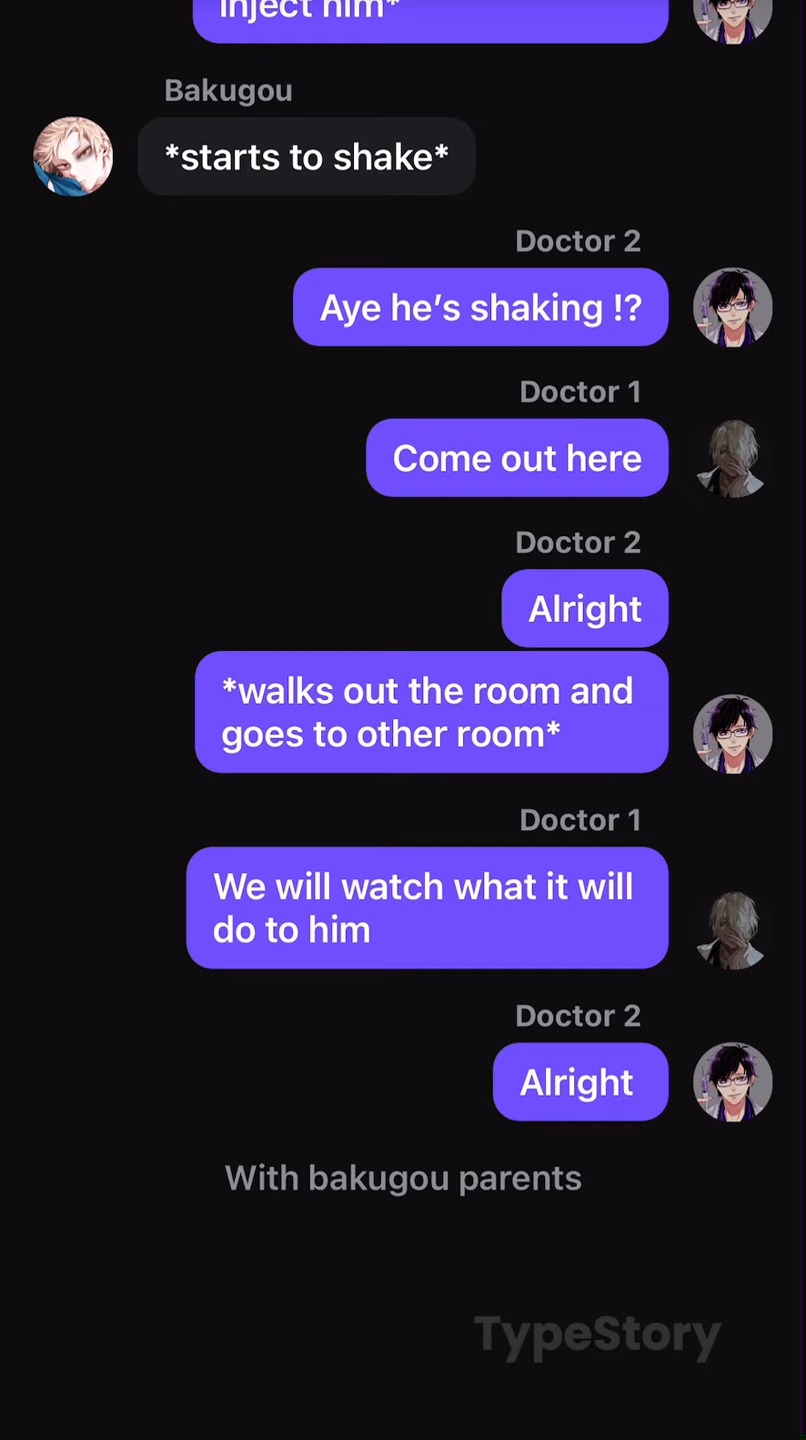 inject him*
Bakugou
*starts to shake*
Doctor 2
Aye he's shaking !?
Doctor 1
Come out here
Doctor 2
Alright
*walks out the room and
goes to other room*
Doctor 1
We will watch what it will
do to him
Doctor 2
Alright
With bakugou parents
TypeStory